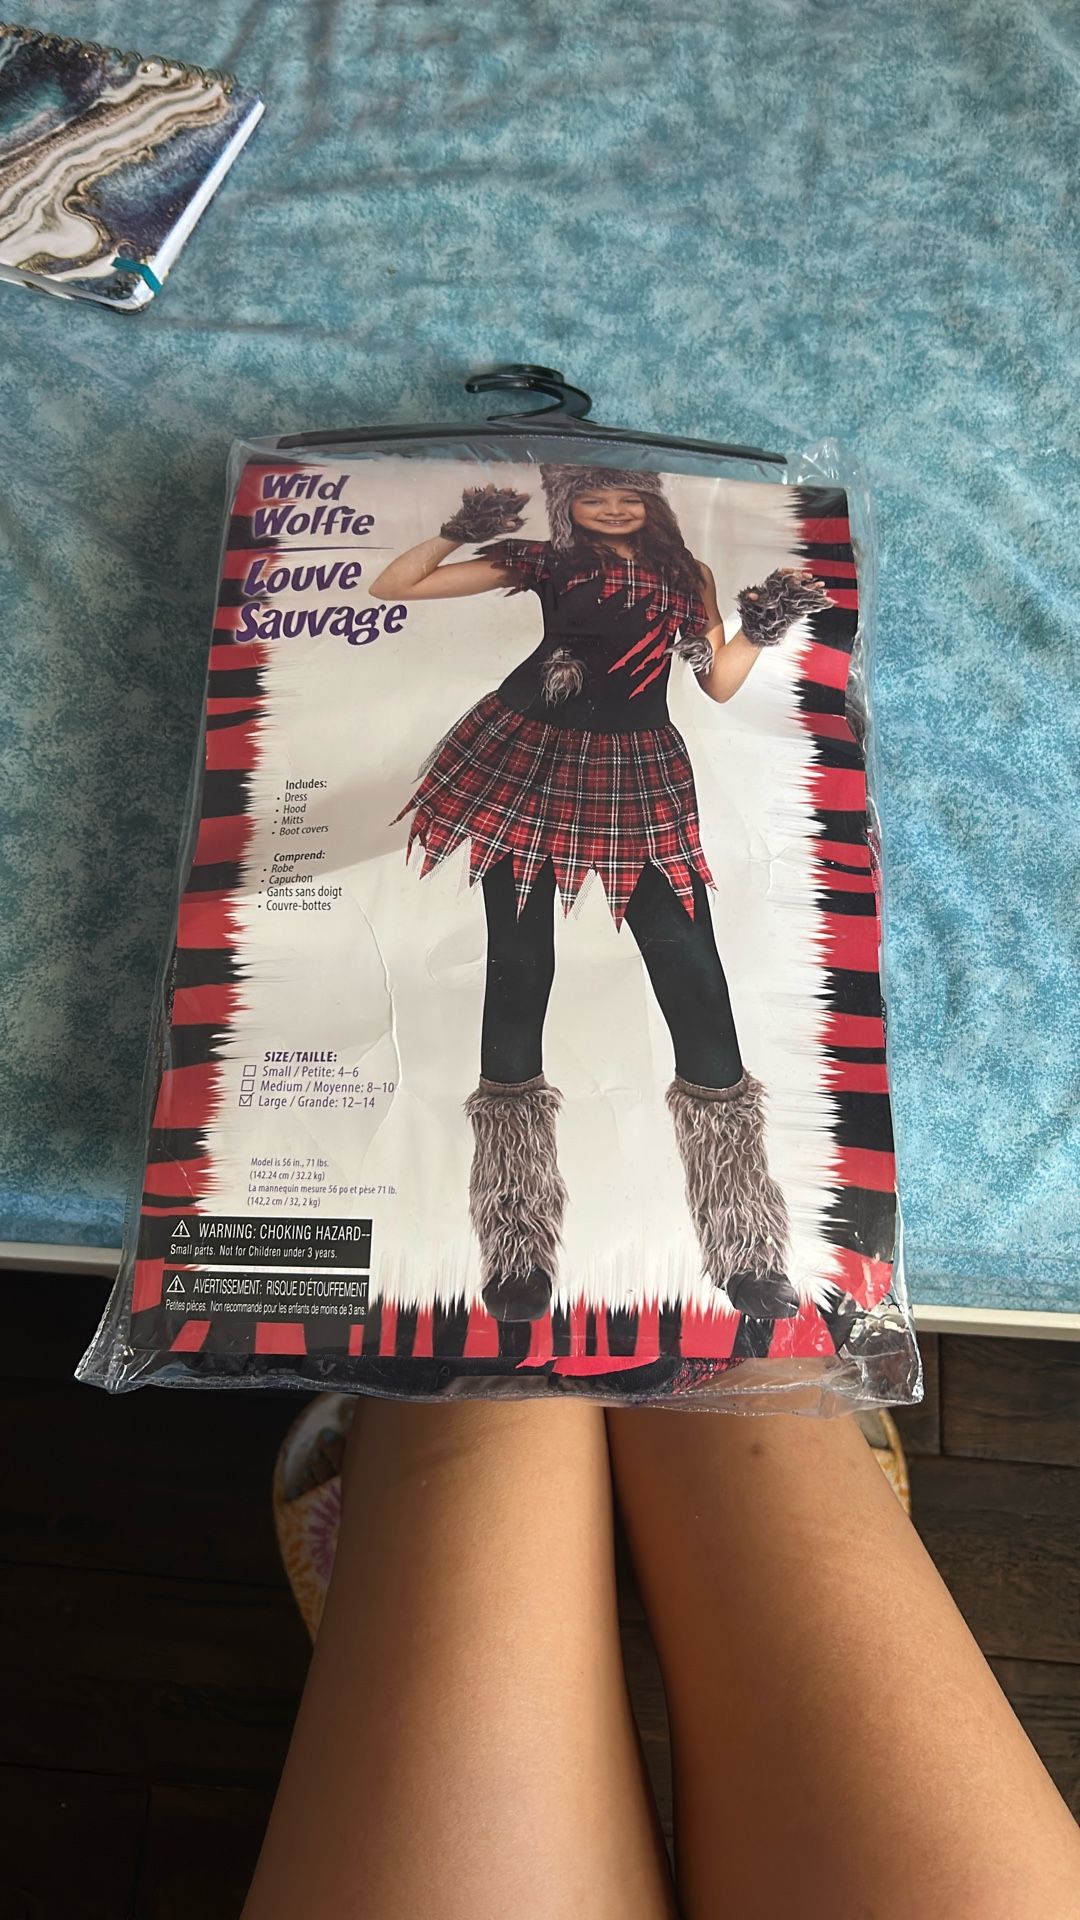 Wild
Wolfie
Louve
Sauvage
Includes:
• Dress
• Hood
• Mitts
• Boot covers
Comprend:
• Robe
• Capuchon
• Gants sans doigt
• Couvre-bottes
SIZE/TAILLE:
☐ Small / Petite: 4–6
☐ Medium / Moyenne: 8–10
☑ Large / Grande: 12–14
Model is 56 in., 71 lbs.
(142.24 cm / 32.2 kg)
La mannequin mesure 56 po et pèse 71 lb.
(142,2 cm / 32, 2 kg)
⚠ WARNING: CHOKING HAZARD--
Small parts. Not for Children under 3 years.
⚠ AVERTISSEMENT: RISQUE D'ÉTOUFFEMENT
Petites pièces. Non recommandé pour les enfants de moins de 3 ans.